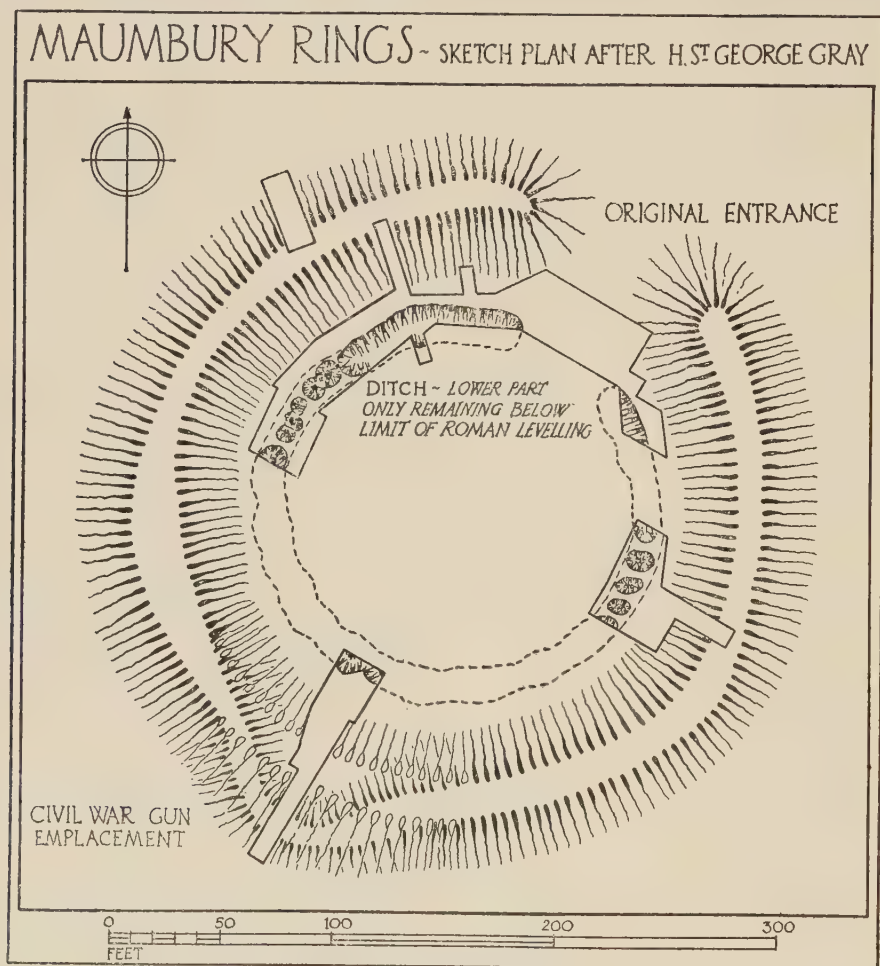 MAUMBURY RINGS ~ SKETCH PLAN AFTER H. ST GEORGE GRAY
ORIGINAL ENTRANCE
DITCH ~ LOWER PART
ONLY REMAINING BELOW
LIMIT OF ROMAN LEVELLING
CIVIL WAR GUN
EMPLACEMENT
0 50 100 200 300
FEET